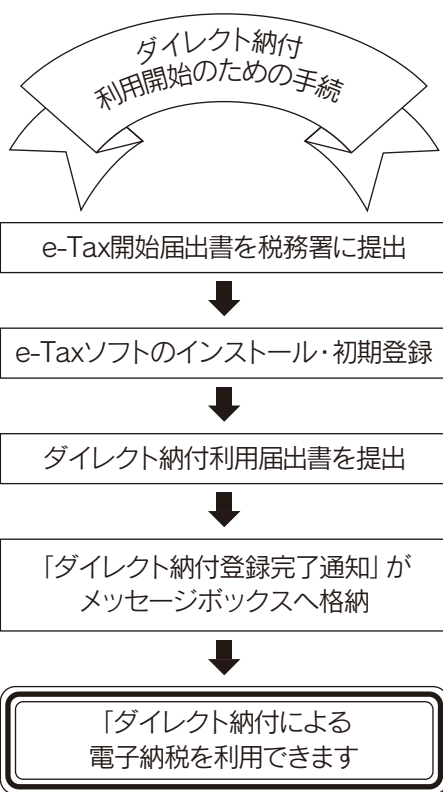 ダイレクト納付
利用開始のための手続
e-Tax開始届出書を税務署に提出
e-Taxソフトのインストール・初期登録
ダイレクト納付利用届出書を提出
「ダイレクト納付登録完了通知」が
メッセージボックスへ格納
「ダイレクト納付による
電子納税を利用できます